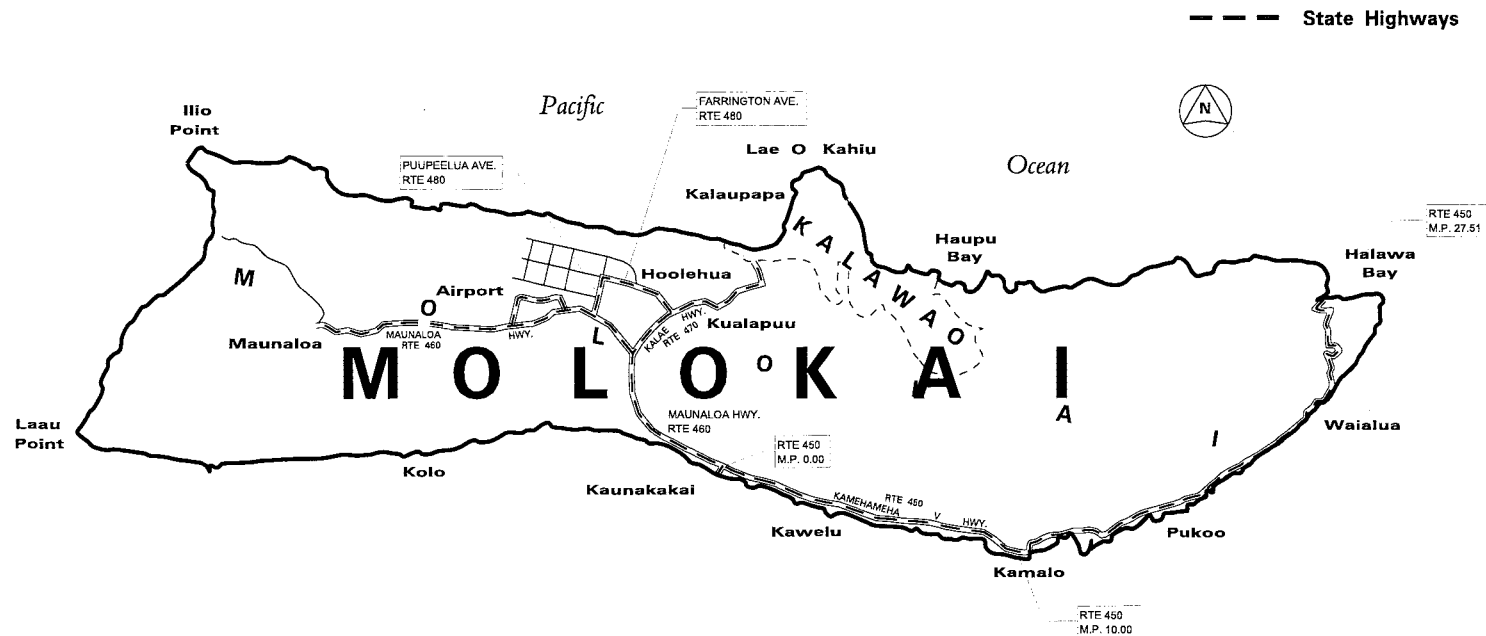 State Highways
Pacific
FARRINGTON AVE.
RTE 480
N
Ilio
Point
Lae O Kahiu
Ocean
PUUPEELUA AVE.
RTE 480
Kalaupapa
RTE 450
M.P. 27.51
KALAWAO
Haupu
Bay
Halawa
Bay
Hoolehua
Airport
MOLOKAI
Maunaloa
MAUNALOA
RTE 460
HWY.
KALAE HWY.
RTE 470
Kualapuu
MOLOKAI
Laau
Point
MAUNALOA HWY.
RTE 460
Waialua
RTE 450
M.P. 0.00
Kolo
Kaunakakai
RTE 450
KAMEHAMEHA V HWY.
Kawelu
Pukoo
Kamalo
RTE 450
M.P. 10.00